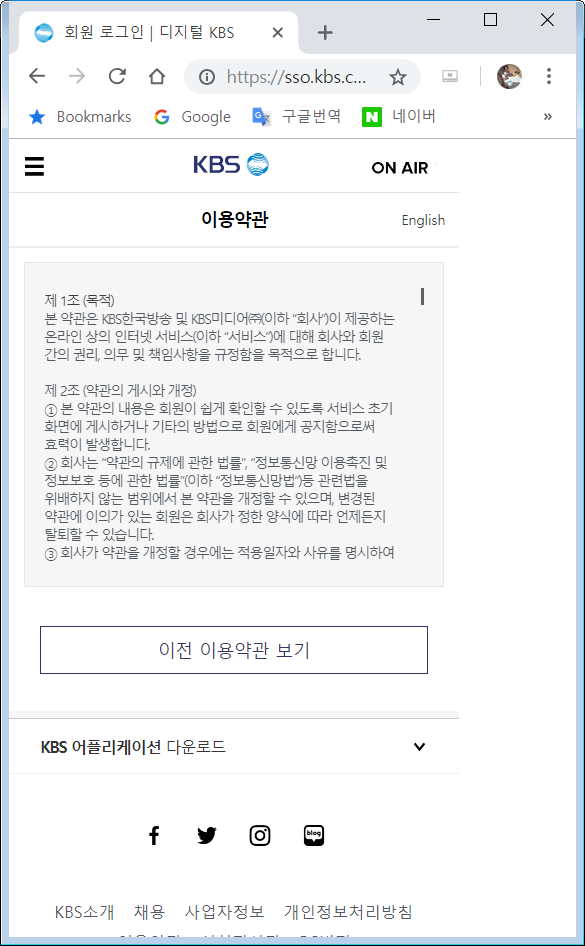 회원 로그인 | 디지털 KBS
https://sso.kbs.c...
Bookmarks Google 구글번역 네이버 »
KBS ON AIR
이용약관 English
제 1조 (목적)
본 약관은 KBS한국방송 및 KBS미디어㈜(이하 “회사”)이 제공하는
온라인 상의 인터넷 서비스(이하 “서비스”)에 대해 회사와 회원
간의 권리, 의무 및 책임사항을 규정함을 목적으로 합니다.
제 2조 (약관의 게시와 개정)
① 본 약관의 내용은 회원이 쉽게 확인할 수 있도록 서비스 초기
화면에 게시하거나 기타의 방법으로 회원에게 공지함으로써
효력이 발생합니다.
② 회사는 “약관의 규제에 관한 법률”, “정보통신망 이용촉진 및
정보보호 등에 관한 법률”(이하 “정보통신망법”)등 관련법을
위배하지 않는 범위에서 본 약관을 개정할 수 있으며, 변경된
약관에 이의가 있는 회원은 회사가 정한 양식에 따라 언제든지
탈퇴할 수 있습니다.
③ 회사가 약관을 개정할 경우에는 적용일자와 사유를 명시하여
이전 이용약관 보기
KBS 어플리케이션 다운로드
blog
KBS소개 채용 사업자정보 개인정보처리방침